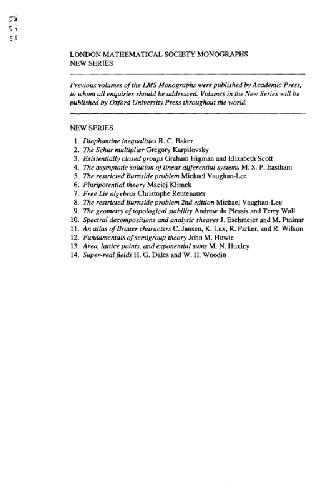 LONDON MATHEMATICAL SOCIETY MONOGRAPHS
NEW SERIES
Previous volumes of the LMS Monographs were published by Academic Press,
to whom all enquiries should be addressed. Volumes in the New Series will be
published by Oxford University Press throughout the world.
NEW SERIES
1. Diophantine inequalities R. C. Baker
2. The Schur multiplier Gregory Karpilovsky
3. Existentially closed groups Graham Higman and Elizabeth Scott
4. The asymptotic solution of linear differential systems M. S. P. Eastham
5. The restricted Burnside problem Michael Vaughan-Lee
6. Pluripotential theory Maciej Klimek
7. Free Lie algebras Christophe Reutenauer
8. The restricted Burnside problem 2nd edition Michael Vaughan-Lee
9. The geometry of topological stability Andrew du Plessis and Terry Wall
10. Spectral decompositions and analytic sheaves J. Eschmeier and M. Putinar
11. An atlas of Brauer characters C. Jansen, K. Lux, R. Parker, and R. Wilson
12. Fundamentals of semigroup theory John M. Howie
13. Area, lattice points, and exponential sums M. N. Huxley
14. Super-real fields H. G. Dales and W. H. Woodin